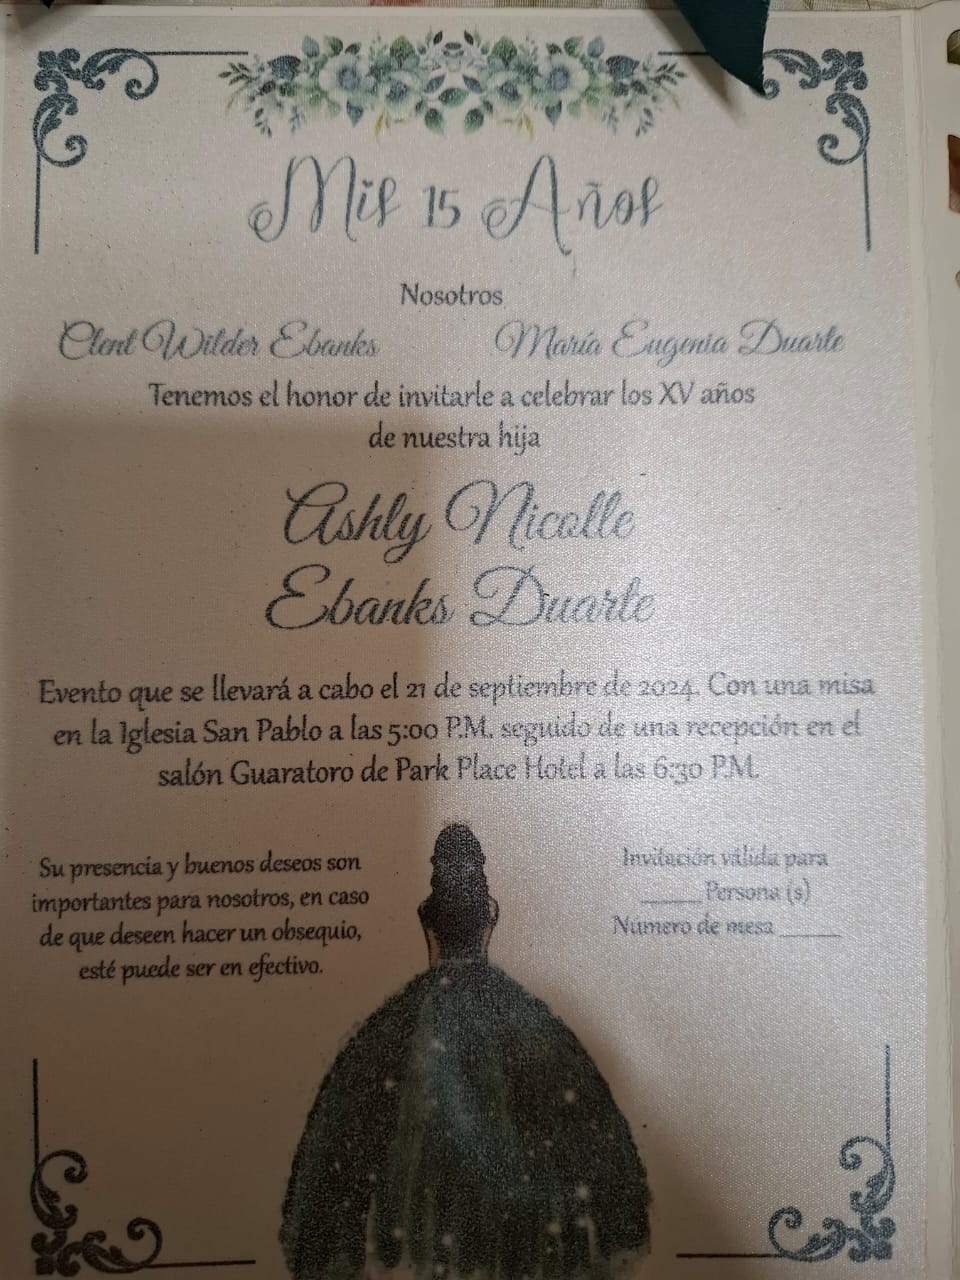 Mis 15 Años
Nosotros
Clent Wilder Ebanks María Eugenia Duarte
Tenemos el honor de invitarle a celebrar los XV años
de nuestra hija
Ashly Nicolle
Ebanks Duarte
Evento que se llevará a cabo el 21 de septiembre de 2024. Con una misa
en la Iglesia San Pablo a las 5:00 P.M. seguido de una recepción en el
salón Guaratoro de Park Place Hotel a las 6:30 P.M.
Su presencia y buenos deseos son
importantes para nosotros, en caso
de que deseen hacer un obsequio,
esté puede ser en efectivo.
Invitación válida para
______ Persona (s)
Número de mesa ______